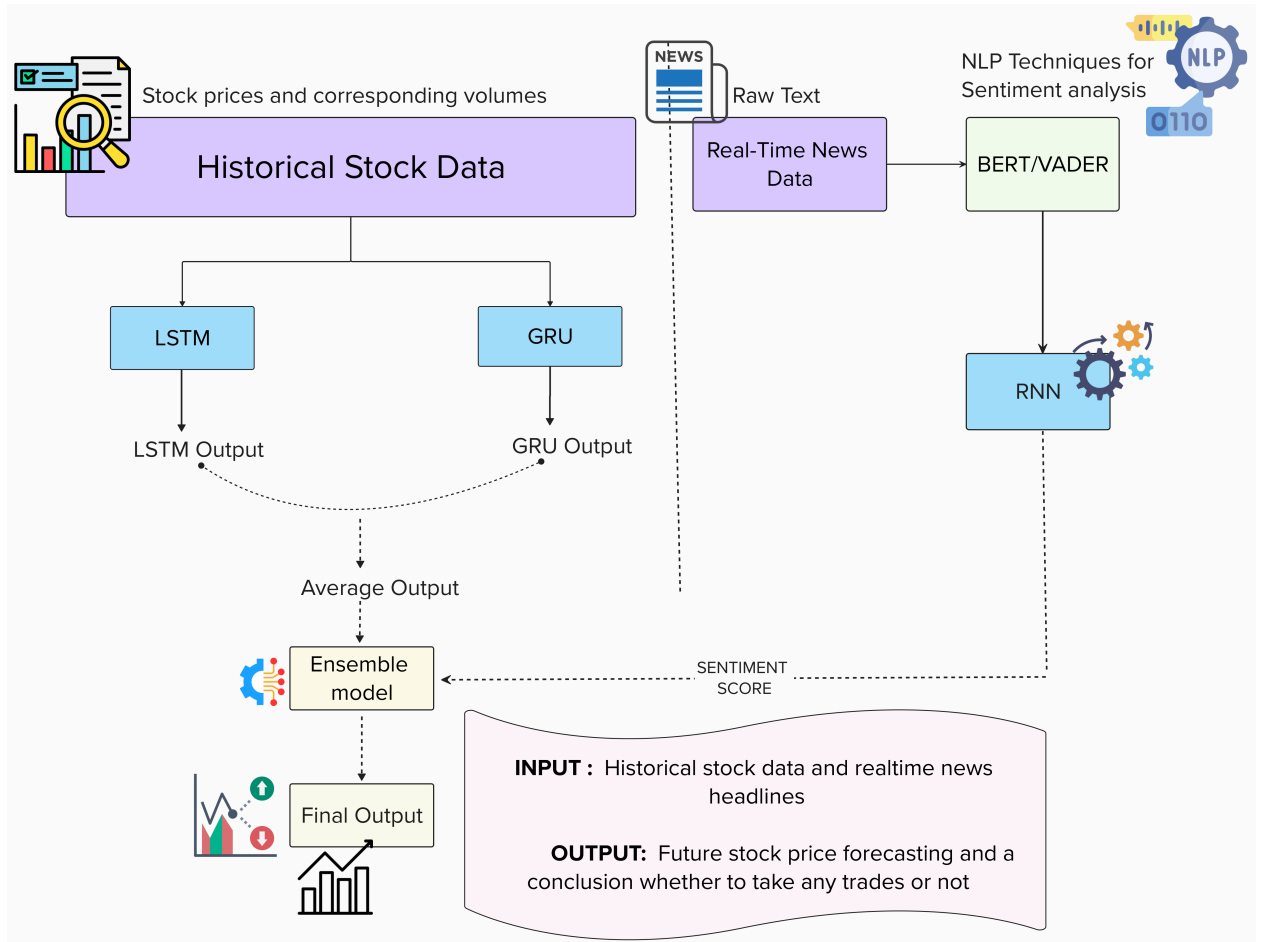 NLP
0110
NLP Techniques for
Sentiment analysis
NEWS
Stock prices and corresponding volumes
Raw Text
Historical Stock Data
Real-Time News
Data
BERT/VADER
LSTM
GRU
RNN
LSTM Output
GRU Output
Average Output
Ensemble
model
SENTIMENT
SCORE
Final Output
INPUT : Historical stock data and realtime news
headlines
OUTPUT: Future stock price forecasting and a
conclusion whether to take any trades or not